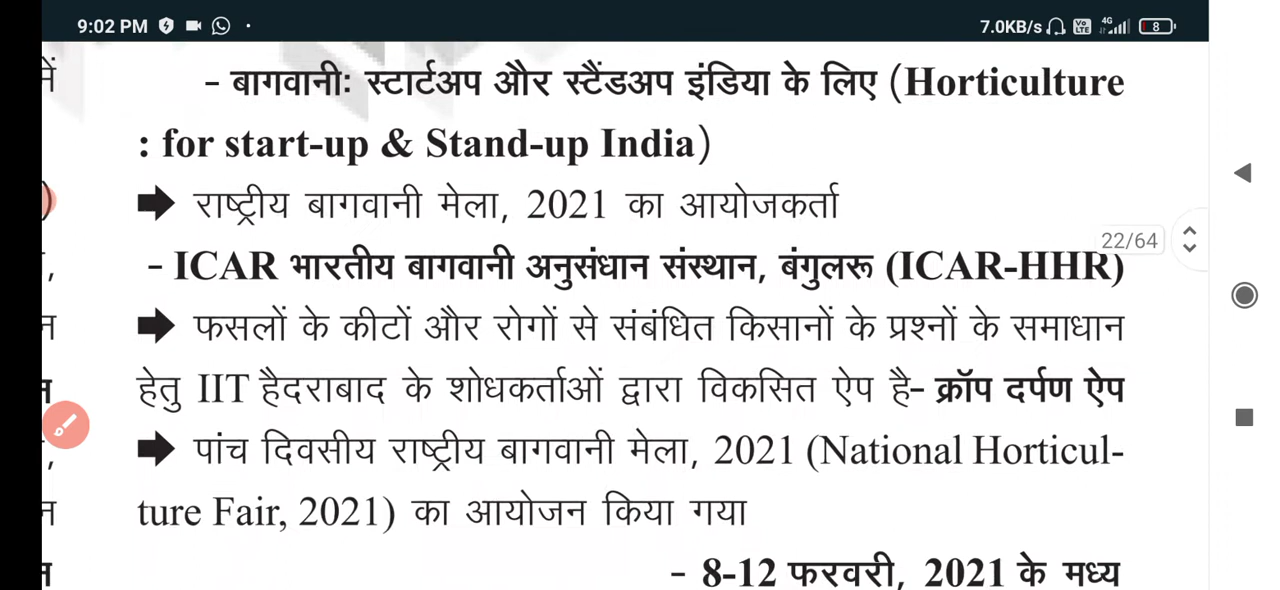 9:02 PM
7.0KB/s Vo LTE 4G 8
में - बागवानी: स्टार्टअप और स्टैंडअप इंडिया के लिए (Horticulture
: for start-up & Stand-up India)
) ➡ राष्ट्रीय बागवानी मेला, 2021 का आयोजकर्ता
22/64
, - ICAR भारतीय बागवानी अनुसंधान संस्थान, बंगुलरू (ICAR-HHR)
न ➡ फसलों के कीटों और रोगों से संबंधित किसानों के प्रश्नों के समाधान
हेतु IIT हैदराबाद के शोधकर्ताओं द्वारा विकसित ऐप है- क्रॉप दर्पण ऐप
, ➡ पांच दिवसीय राष्ट्रीय बागवानी मेला, 2021 (National Horticul-
ture Fair, 2021) का आयोजन किया गया
- 8-12 फरवरी, 2021 के मध्य